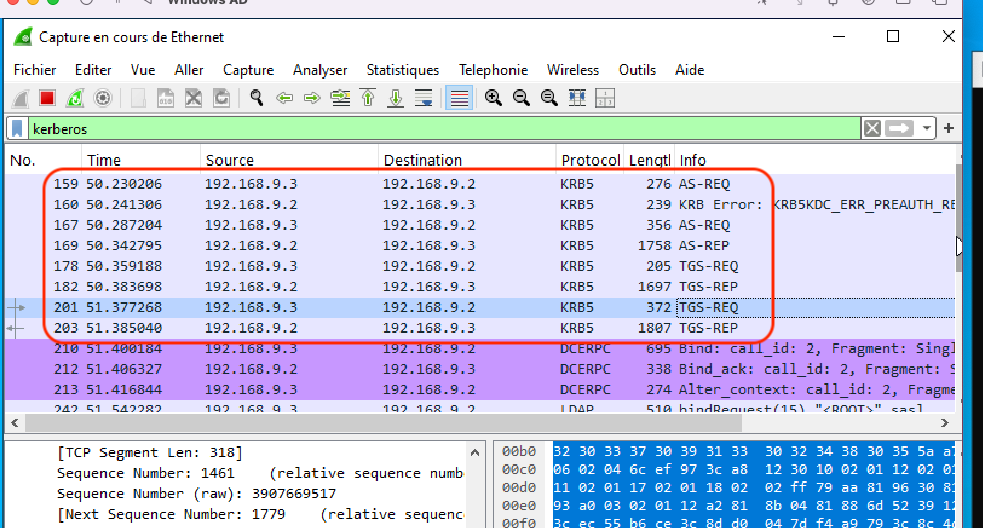 Windows AD
Capture en cours de Ethernet
Fichier Editer Vue Aller Capture Analyser Statistiques Telephonie Wireless Outils Aide
kerberos
No. Time Source Destination Protocol Lengtl Info
159 50.230206 192.168.9.3 192.168.9.2 KRB5 276 AS-REQ
160 50.241306 192.168.9.2 192.168.9.3 KRB5 239 KRB Error: KRB5KDC_ERR_PREAUTH_RE
167 50.287204 192.168.9.3 192.168.9.2 KRB5 356 AS-REQ
169 50.342795 192.168.9.2 192.168.9.3 KRB5 1758 AS-REP
178 50.359188 192.168.9.3 192.168.9.2 KRB5 205 TGS-REQ
182 50.383698 192.168.9.2 192.168.9.3 KRB5 1697 TGS-REP
201 51.377268 192.168.9.3 192.168.9.2 KRB5 372 TGS-REQ
203 51.385040 192.168.9.2 192.168.9.3 KRB5 1807 TGS-REP
210 51.400184 192.168.9.3 192.168.9.2 DCERPC 695 Bind: call_id: 2, Fragment: Singl
212 51.406327 192.168.9.2 192.168.9.3 DCERPC 338 Bind_ack: call_id: 2, Fragment: S
213 51.416844 192.168.9.3 192.168.9.2 DCERPC 274 Alter_context: call_id: 2, Fragme
242 51.542282 192.168.9.3 192.168.9.2 LDAP 510 bindRequest(15) "<ROOT>" sasl
[TCP Segment Len: 318]
Sequence Number: 1461 (relative sequence numb
Sequence Number (raw): 3907669517
[Next Sequence Number: 1779 (relative sequenc
00b0 32 30 33 37 30 39 31 33 30 32 34 38 30 35 5a a7
00c0 06 02 04 6c ef 97 3c a8 12 30 10 02 01 12 02 01
00d0 11 02 01 17 02 01 18 02 02 ff 79 aa 81 96 30 81
00e0 93 a0 03 02 01 12 a2 81 8b 04 81 88 6d 52 39 12
00f0 3c ec 55 b6 ce 3c 8d d0 04 7d f4 a9 79 3c 8c 4d